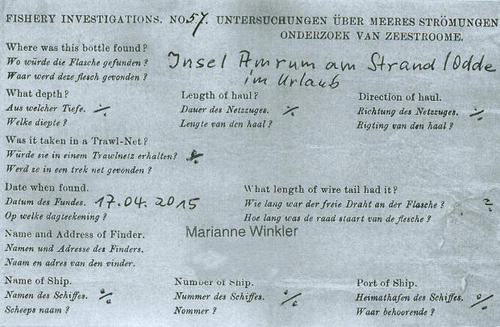 FISHERY INVESTIGATIONS. NO 57. UNTERSUCHUNGEN ÜBER MEERES STRÖMUNGEN
ONDERZOEK VAN ZEESTROOME.
Where was this bottle found?
Wo würde die Flasche gefunden?
Waar werd deze flesch gevonden?
Insel Amrum am Strand/Odde
im Urlaub
What depth?
Aus welcher Tiefe. ./.
Welke diepte?
Length of haul?
Dauer des Netzzuges. ./.
Lengte van den haal?
Direction of haul.
Richtung des Netzuges. ./.
Rigting van den haal?
Was it taken in a Trawl-Net?
Würde sie in einem Trawlnetz erhalten? ./.
Werd ze in een trek net gevonden?
Date when found.
Datum des Fundes. 17.04.2015
Op welke dagteekening?
What length of wire tail had it?
Wie lang war der freie Draht an der Flasche? ?
Hoe lang was de raad staart van de flesche?
Name and Address of Finder.
Namen und Adresse des Finders.
Naam en adres van den vinder.
Marianne Winkler
Name of Ship.
Namen des Schiffes. ./.
Scheeps naam?
Number of Ship.
Nummer des Schiffes. ./.
Nommer?
Port of Ship.
Heimathafen des Schiffes. ./.
Waar behoorende?